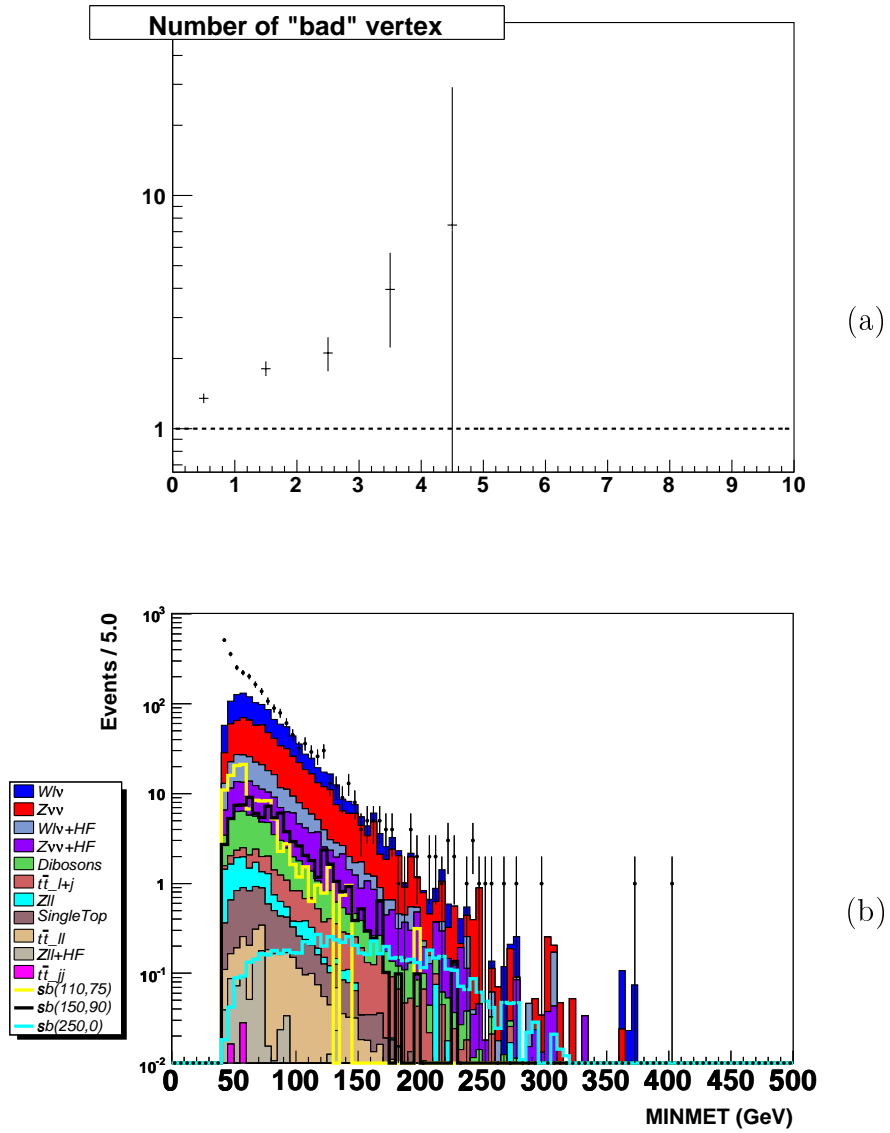 Number of "bad" vertex
10
1
0 1 2 3 4 5 6 7 8 9 10
(a)
Events / 5.0
10³
10²
10
1
10⁻¹
10⁻²
0 50 100 150 200 250 300 350 400 450 500
MINMET (GeV)
Wlν
Zνν
Wlν+HF
Zνν+HF
Dibosons
tt̄_l+j
Zll
SingleTop
tt̄_ll
Zll+HF
tt̄_jj
sb(110,75)
sb(150,90)
sb(250,0)
(b)